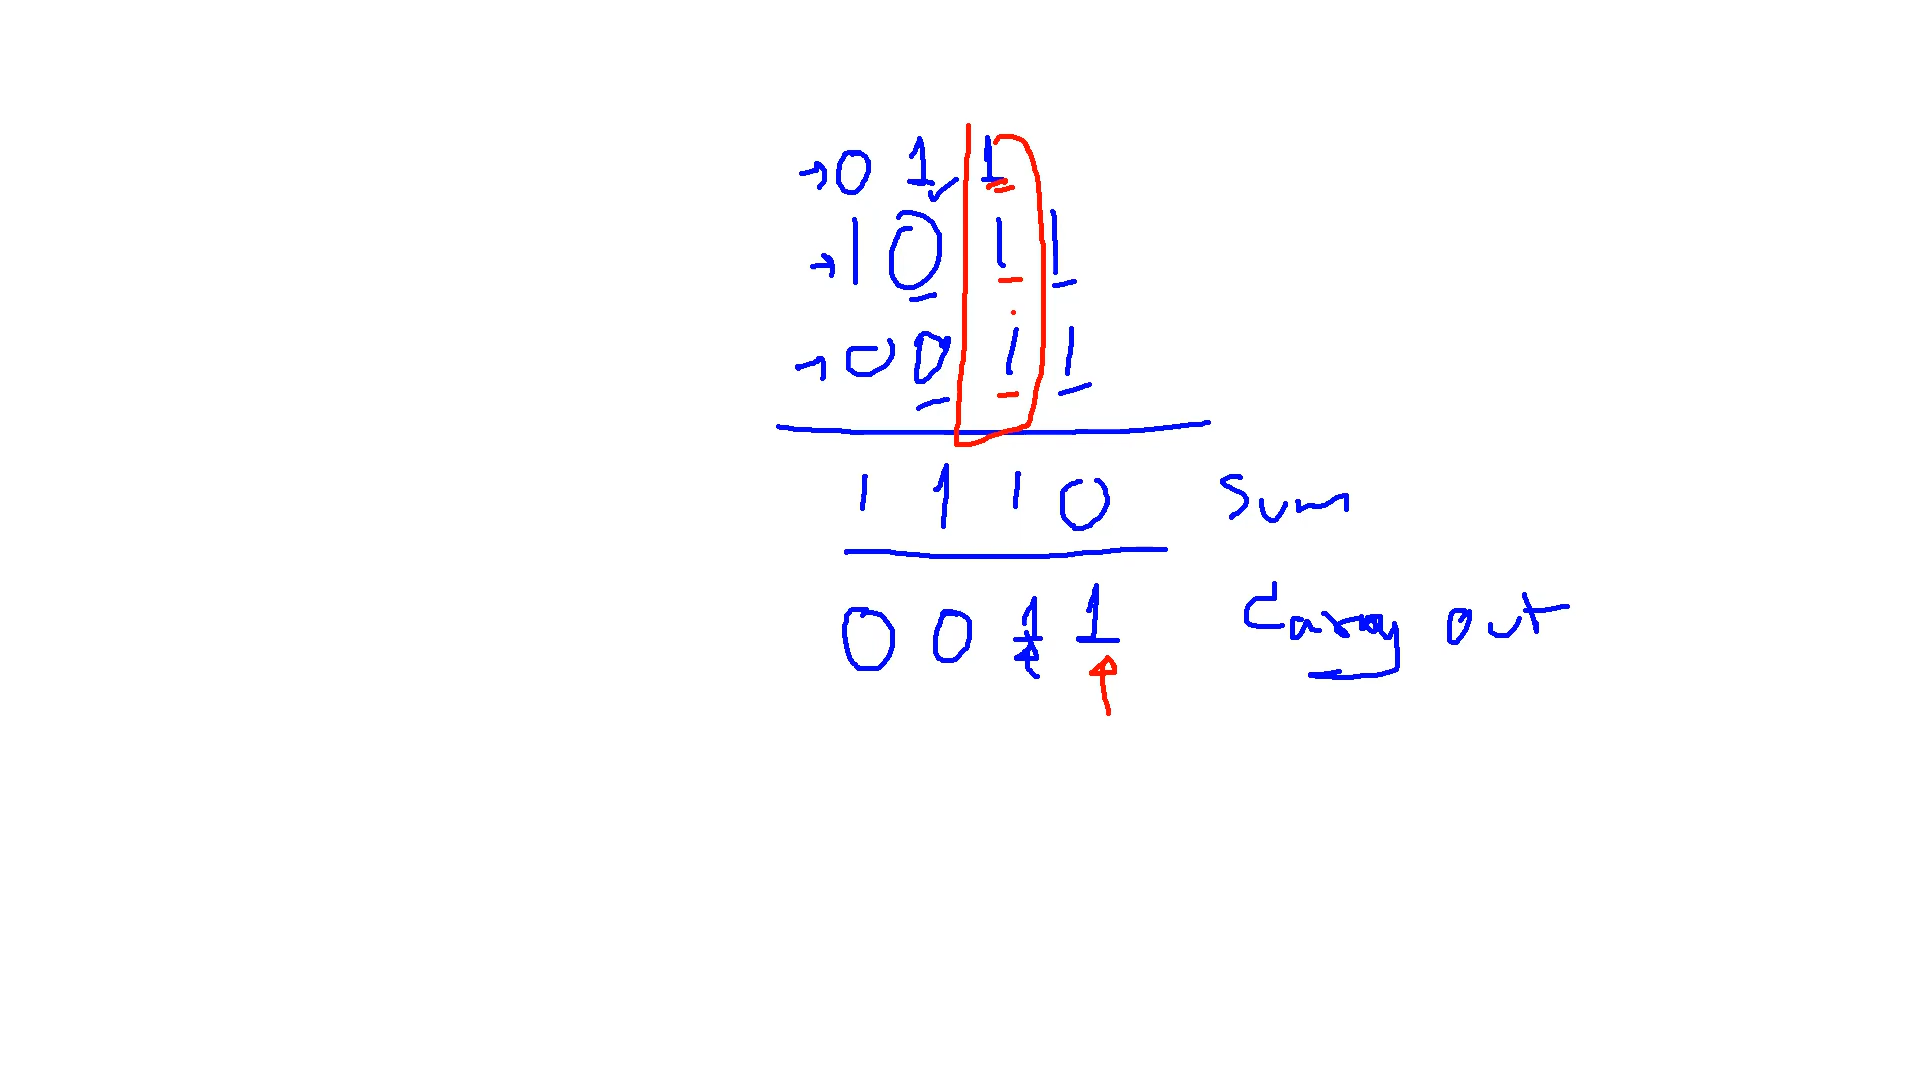 →0 1 1
→1 0 1 1
→0 0 1 1
1 1 1 0 Sum
0 0 1 1 Carry out